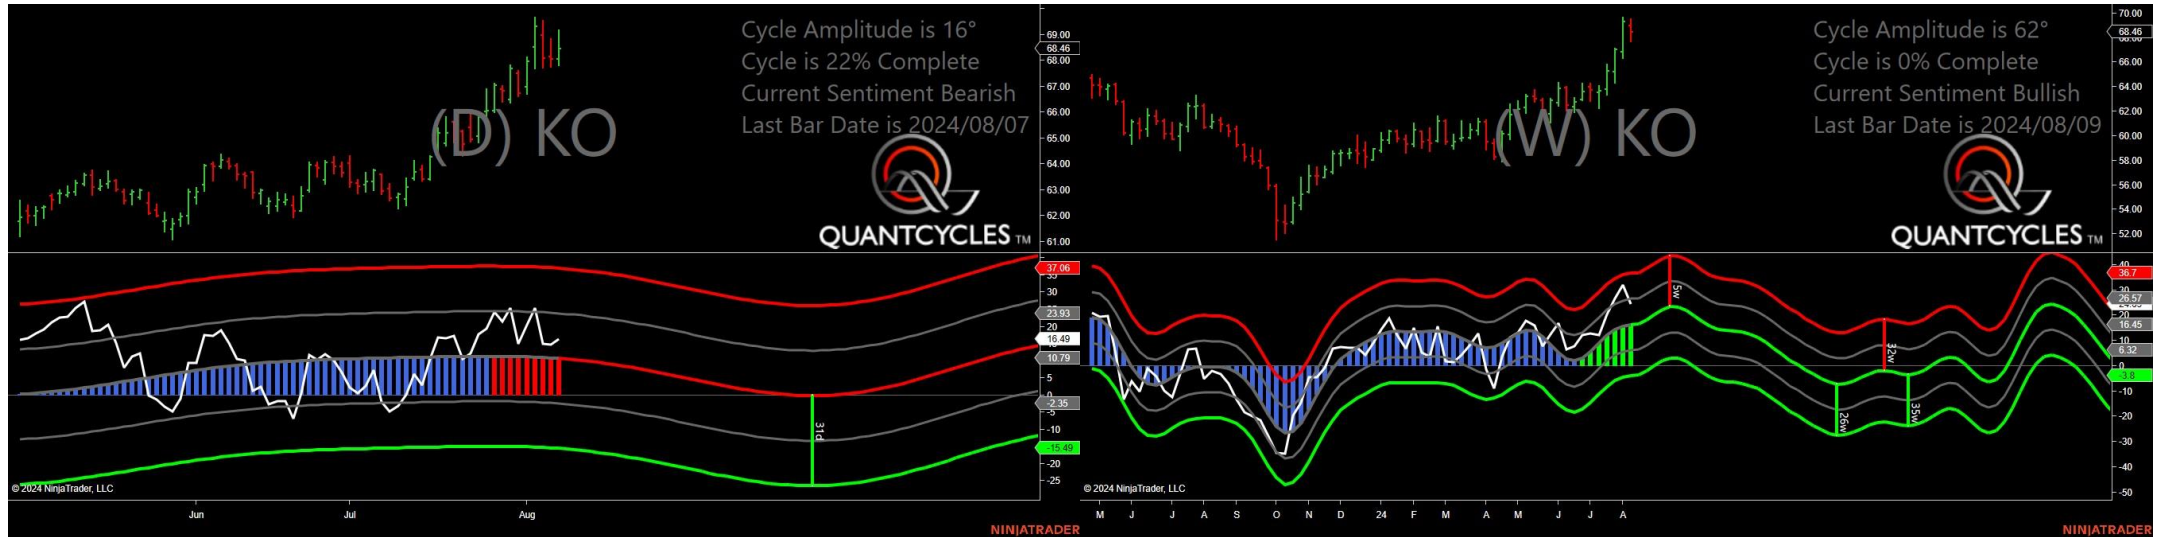 Cycle Amplitude is 16°
Cycle is 22% Complete
Current Sentiment Bearish
Last Bar Date is 2024/08/07
(D) KO
QUANTCYCLES TM
69.00
68.46
68.00
67.00
66.00
65.00
64.00
63.00
62.00
61.00
37.06
35
30
25
23.93
20
16.49
10.79
5
0
-2.35
-5
-10
-15.49
-20
-25
31d
© 2024 NinjaTrader, LLC
Jun Jul Aug
NINJATRADER
Cycle Amplitude is 62°
Cycle is 0% Complete
Current Sentiment Bullish
Last Bar Date is 2024/08/09
(W) KO
QUANTCYCLES TM
70.00
68.46
66.00
64.00
62.00
60.00
58.00
56.00
54.00
52.00
40
36.7
30
26.57
20
16.45
10
6.32
0
-3.8
-10
-20
-30
-40
-50
5w
32w
26w
35w
© 2024 NinjaTrader, LLC
M J J A S O N D 24 F M A M J J A
NINJATRADER